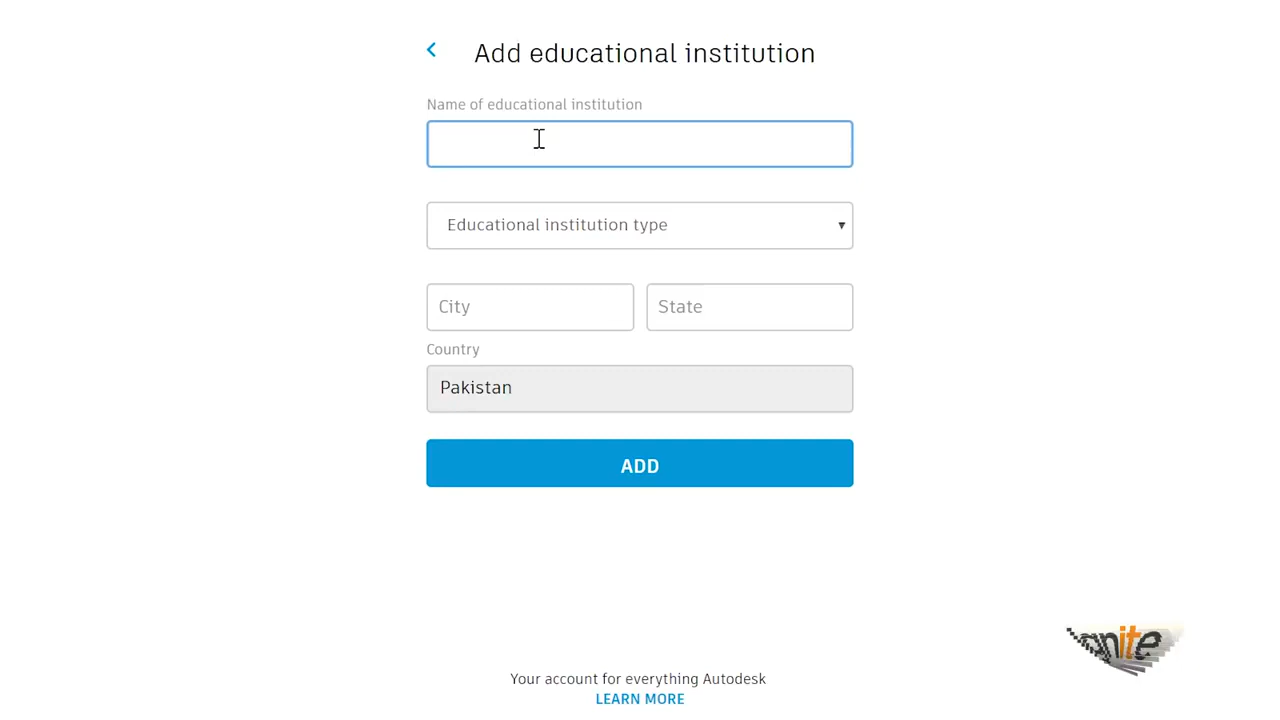 Add educational institution
Name of educational institution
Educational institution type
City
State
Country
Pakistan
ADD
Your account for everything Autodesk
LEARN MORE